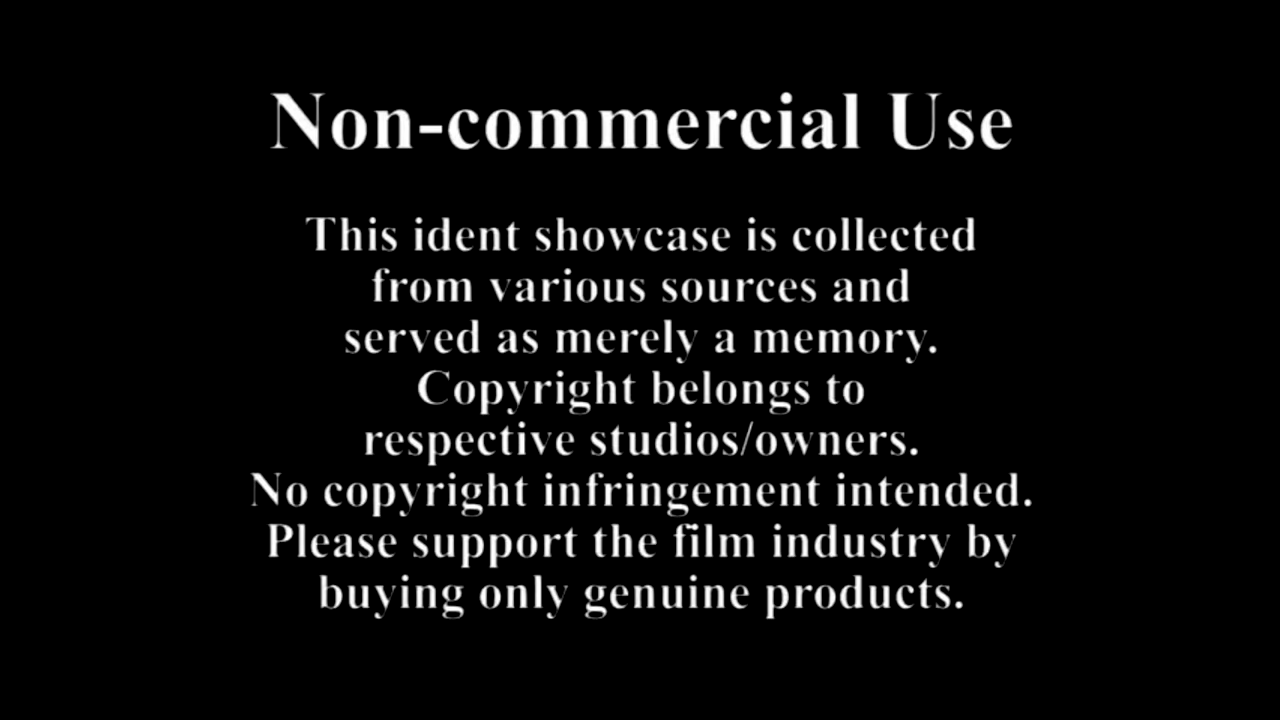 Non-commercial Use
This ident showcase is collected
from various sources and
served as merely a memory.
Copyright belongs to
respective studios/owners.
No copyright infringement intended.
Please support the film industry by
buying only genuine products.